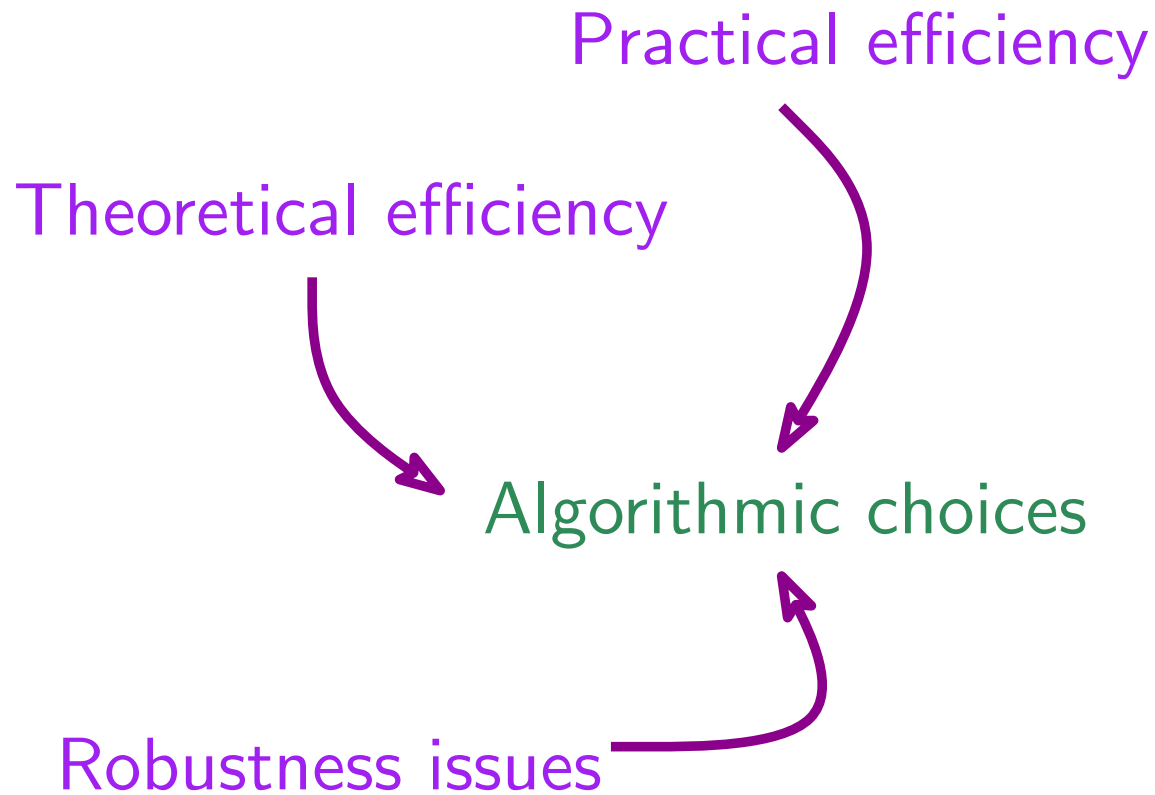 Practical efficiency
Theoretical efficiency
Algorithmic choices
Robustness issues